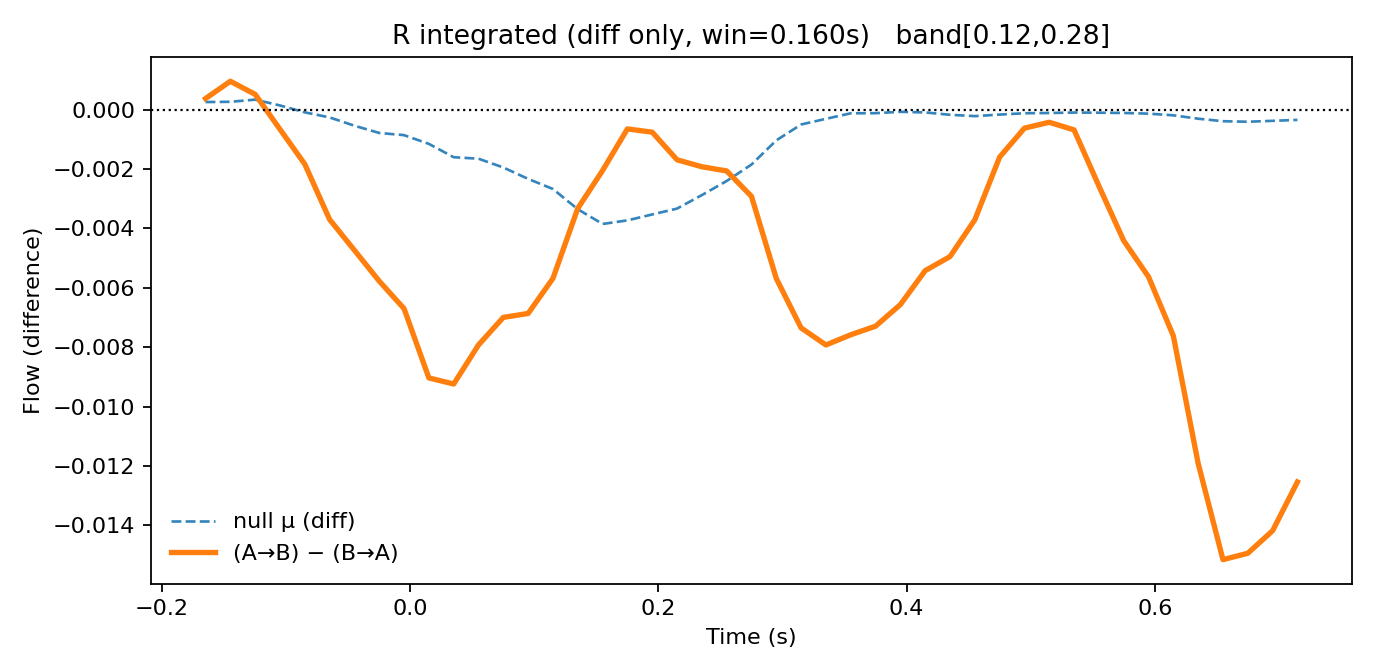 R integrated (diff only, win=0.160s)   band[0.12,0.28]
0.000
−0.002
−0.004
−0.006
−0.008
−0.010
−0.012
−0.014
Flow (difference)
null μ (diff)
(A→B) − (B→A)
−0.2
0.0
0.2
0.4
0.6
Time (s)